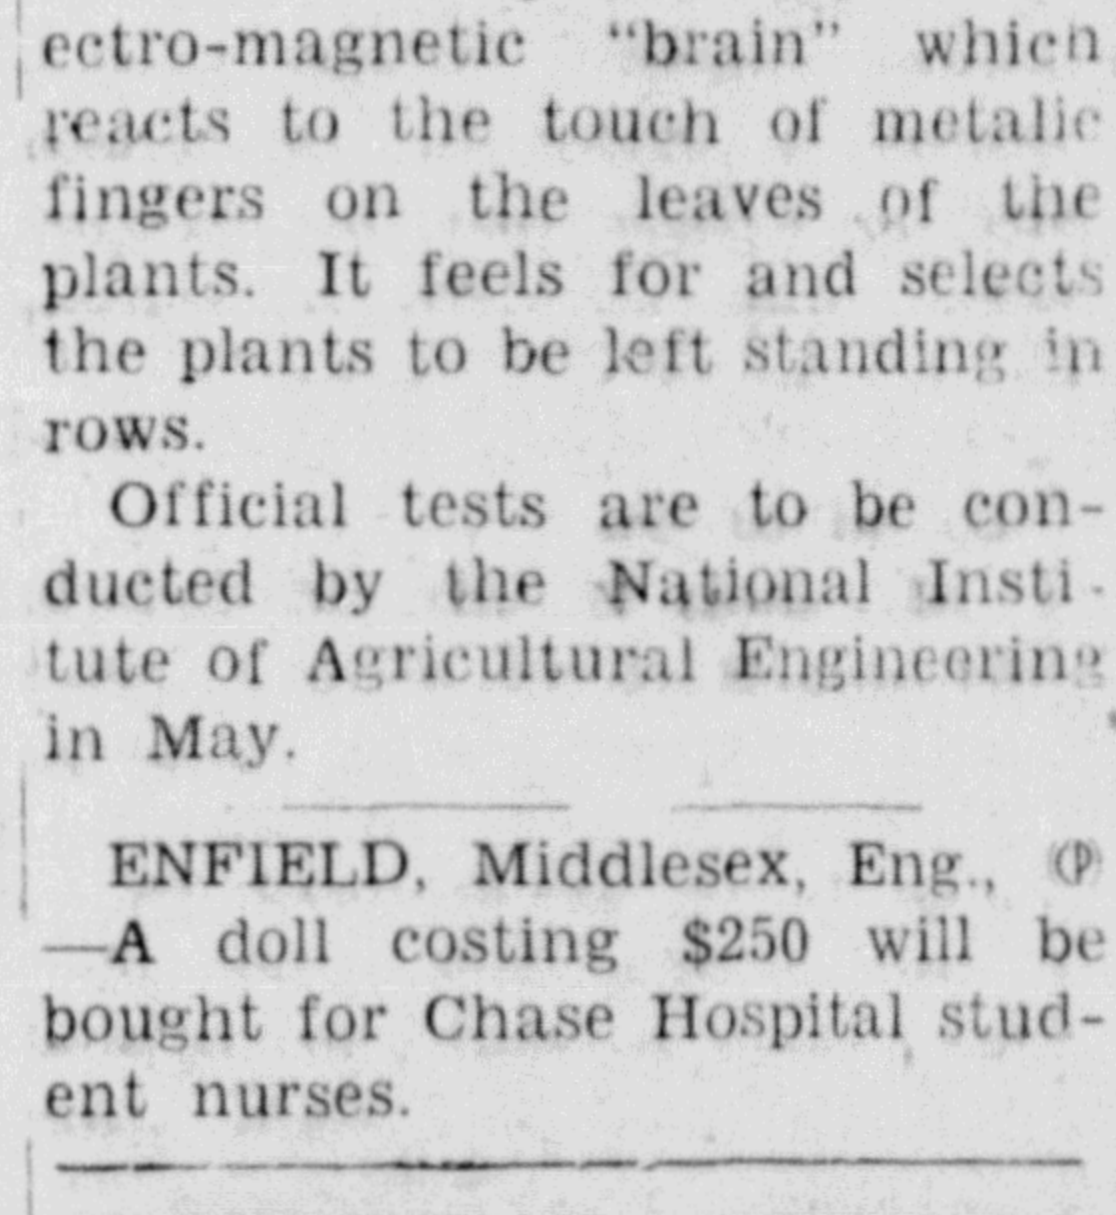 ectro-magnetic “brain” which
reacts to the touch of metalic
fingers on the leaves of the
plants. It feels for and selects
the plants to be left standing in
rows.
Official tests are to be con-
ducted by the National Insti-
tute of Agricultural Engineering
in May.
ENFIELD, Middlesex, Eng., (P)
—A doll costing $250 will be
bought for Chase Hospital stud-
ent nurses.